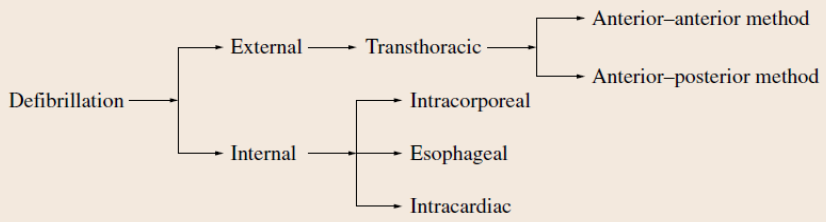 Anterior–anterior method
External
Transthoracic
Anterior–posterior method
Defibrillation
Intracorporeal
Internal
Esophageal
Intracardiac